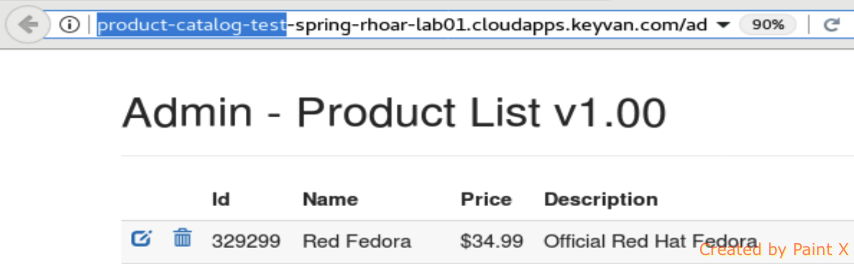 product-catalog-test-spring-rhoar-lab01.cloudapps.keyvan.com/ad 90%
Admin - Product List v1.00
Id Name Price Description
329299 Red Fedora $34.99 Official Red Hat Fedora
Created by Paint X